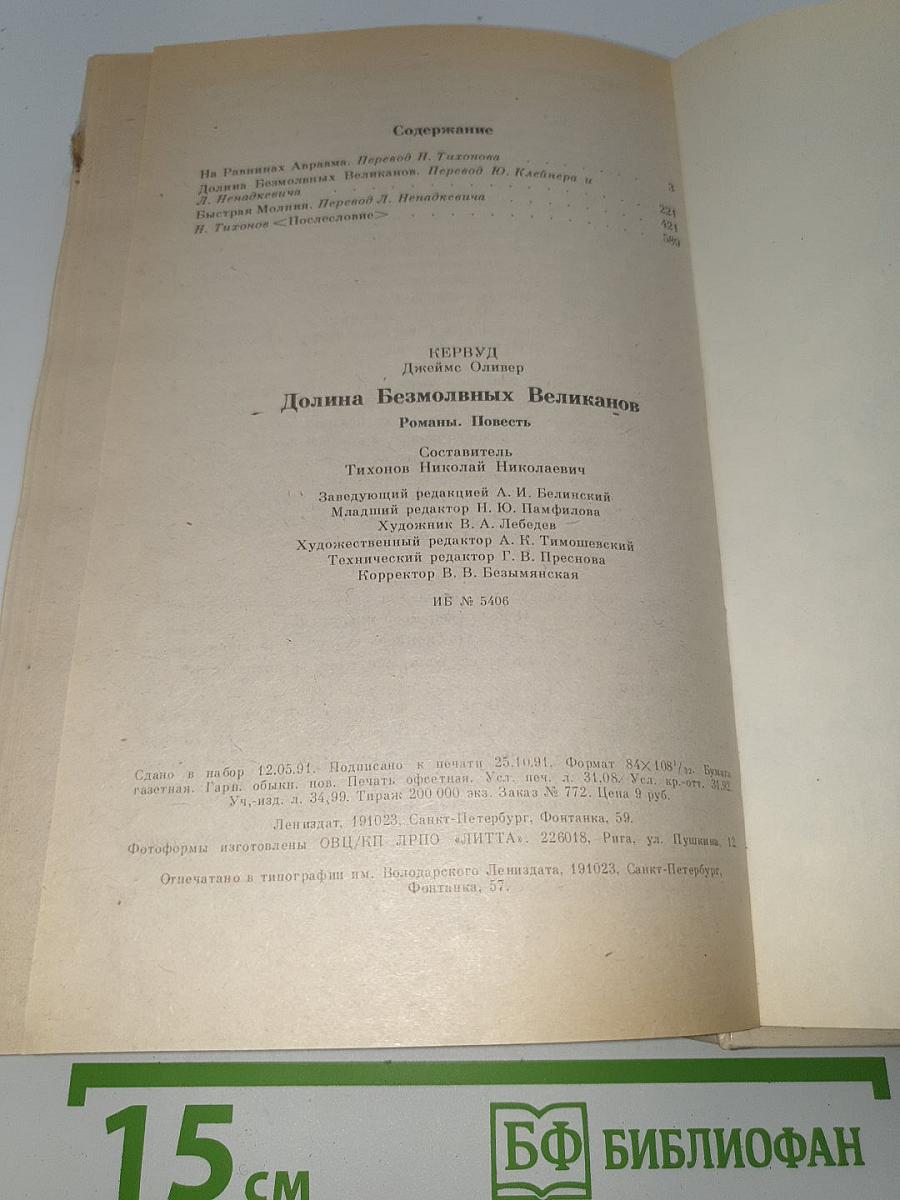 Содержание
На Равнинах Авраама. Перевод Н. Тихонова . . . . . 3
Долина Безмолвных Великанов. Перевод Ю. Клейнера и
Л. Ненадкевича . . . . . . . . . . 221
Быстрая Молния. Перевод Л. Ненадкевича . . . . . 421
Н. Тихонов <Послесловие> . . . . . . . . 589
КЕРВУД
Джеймс Оливер
Долина Безмолвных Великанов
Романы. Повесть
Составитель
Тихонов Николай Николаевич
Заведующий редакцией А. И. Белинский
Младший редактор Н. Ю. Памфилова
Художник В. А. Лебедев
Художественный редактор А. К. Тимошевский
Технический редактор Г. В. Преснова
Корректор В. В. Безымянская
ИБ № 5406
Сдано в набор 12.05.91. Подписано к печати 25.10.91. Формат 84×108¹/₃₂. Бумага
газетная. Гарн. обыкн. нов. Печать офсетная. Усл. печ. л. 31,08. Усл. кр.-отт. 31,92.
Уч.-изд. л. 34,99. Тираж 200 000 экз. Заказ № 772. Цена 9 руб.
Лениздат, 191023, Санкт-Петербург, Фонтанка, 59.
Фотоформы изготовлены ОВЦ/КП ЛРПО «ЛИТТА». 226018, Рига, ул. Пушкина, 12
Отпечатано в типографии им. Володарского Лениздата, 191023, Санкт-Петербург,
Фонтанка, 57.
15 см
БФ БИБЛИОФАН